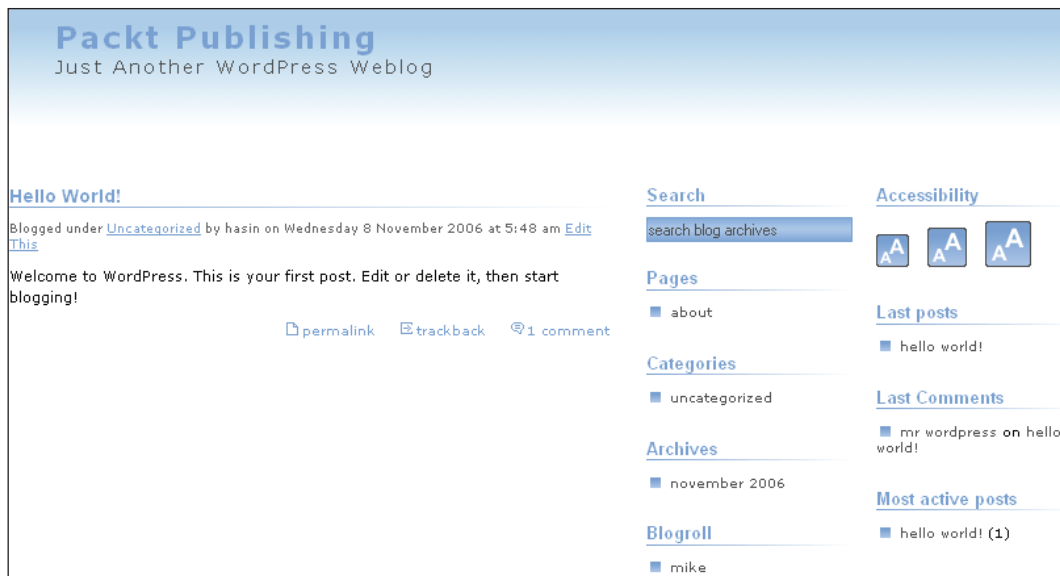 Packt Publishing
Just Another WordPress Weblog
Hello World!
Blogged under Uncategorized by hasin on Wednesday 8 November 2006 at 5:48 am Edit
This
Welcome to WordPress. This is your first post. Edit or delete it, then start
blogging!
permalink trackback 1 comment
Search
search blog archives
Pages
about
Categories
uncategorized
Archives
november 2006
Blogroll
mike
Accessibility
AA AA AA
Last posts
hello world!
Last Comments
mr wordpress on hello
world!
Most active posts
hello world! (1)